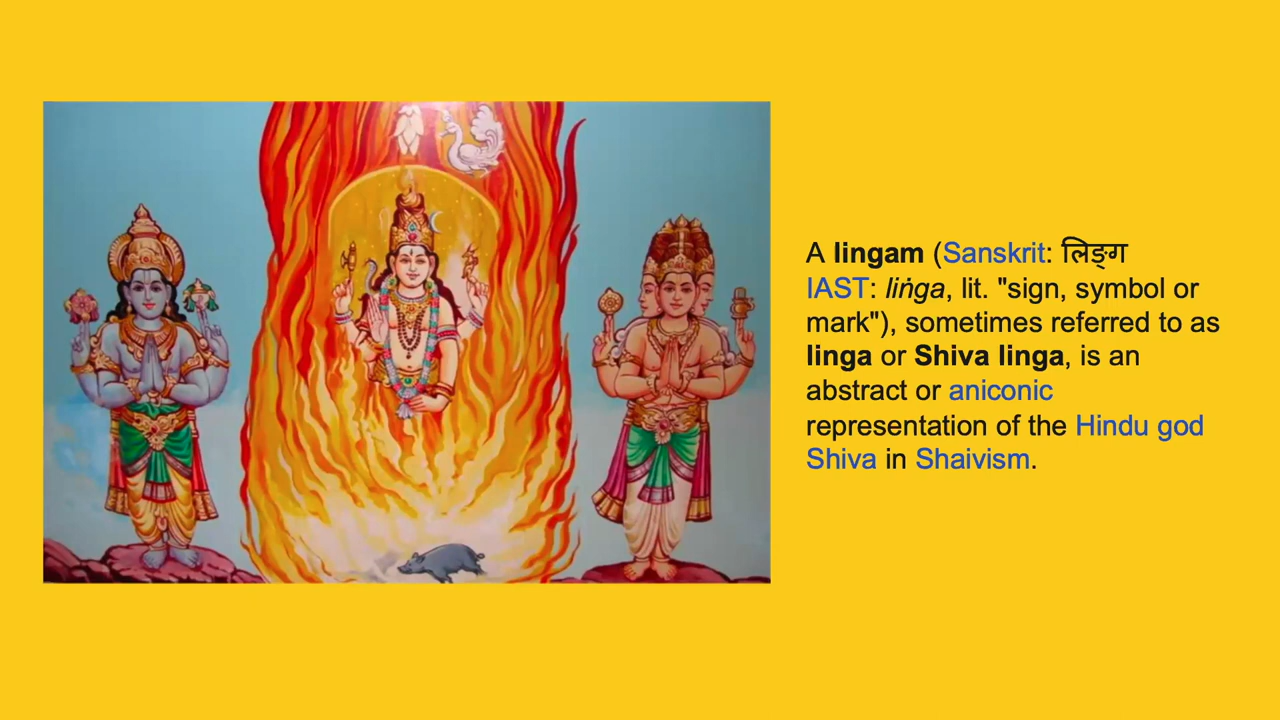 A lingam (Sanskrit: लिङ्ग
IAST: liṅga, lit. "sign, symbol or
mark"), sometimes referred to as
linga or Shiva linga, is an
abstract or aniconic
representation of the Hindu god
Shiva in Shaivism.